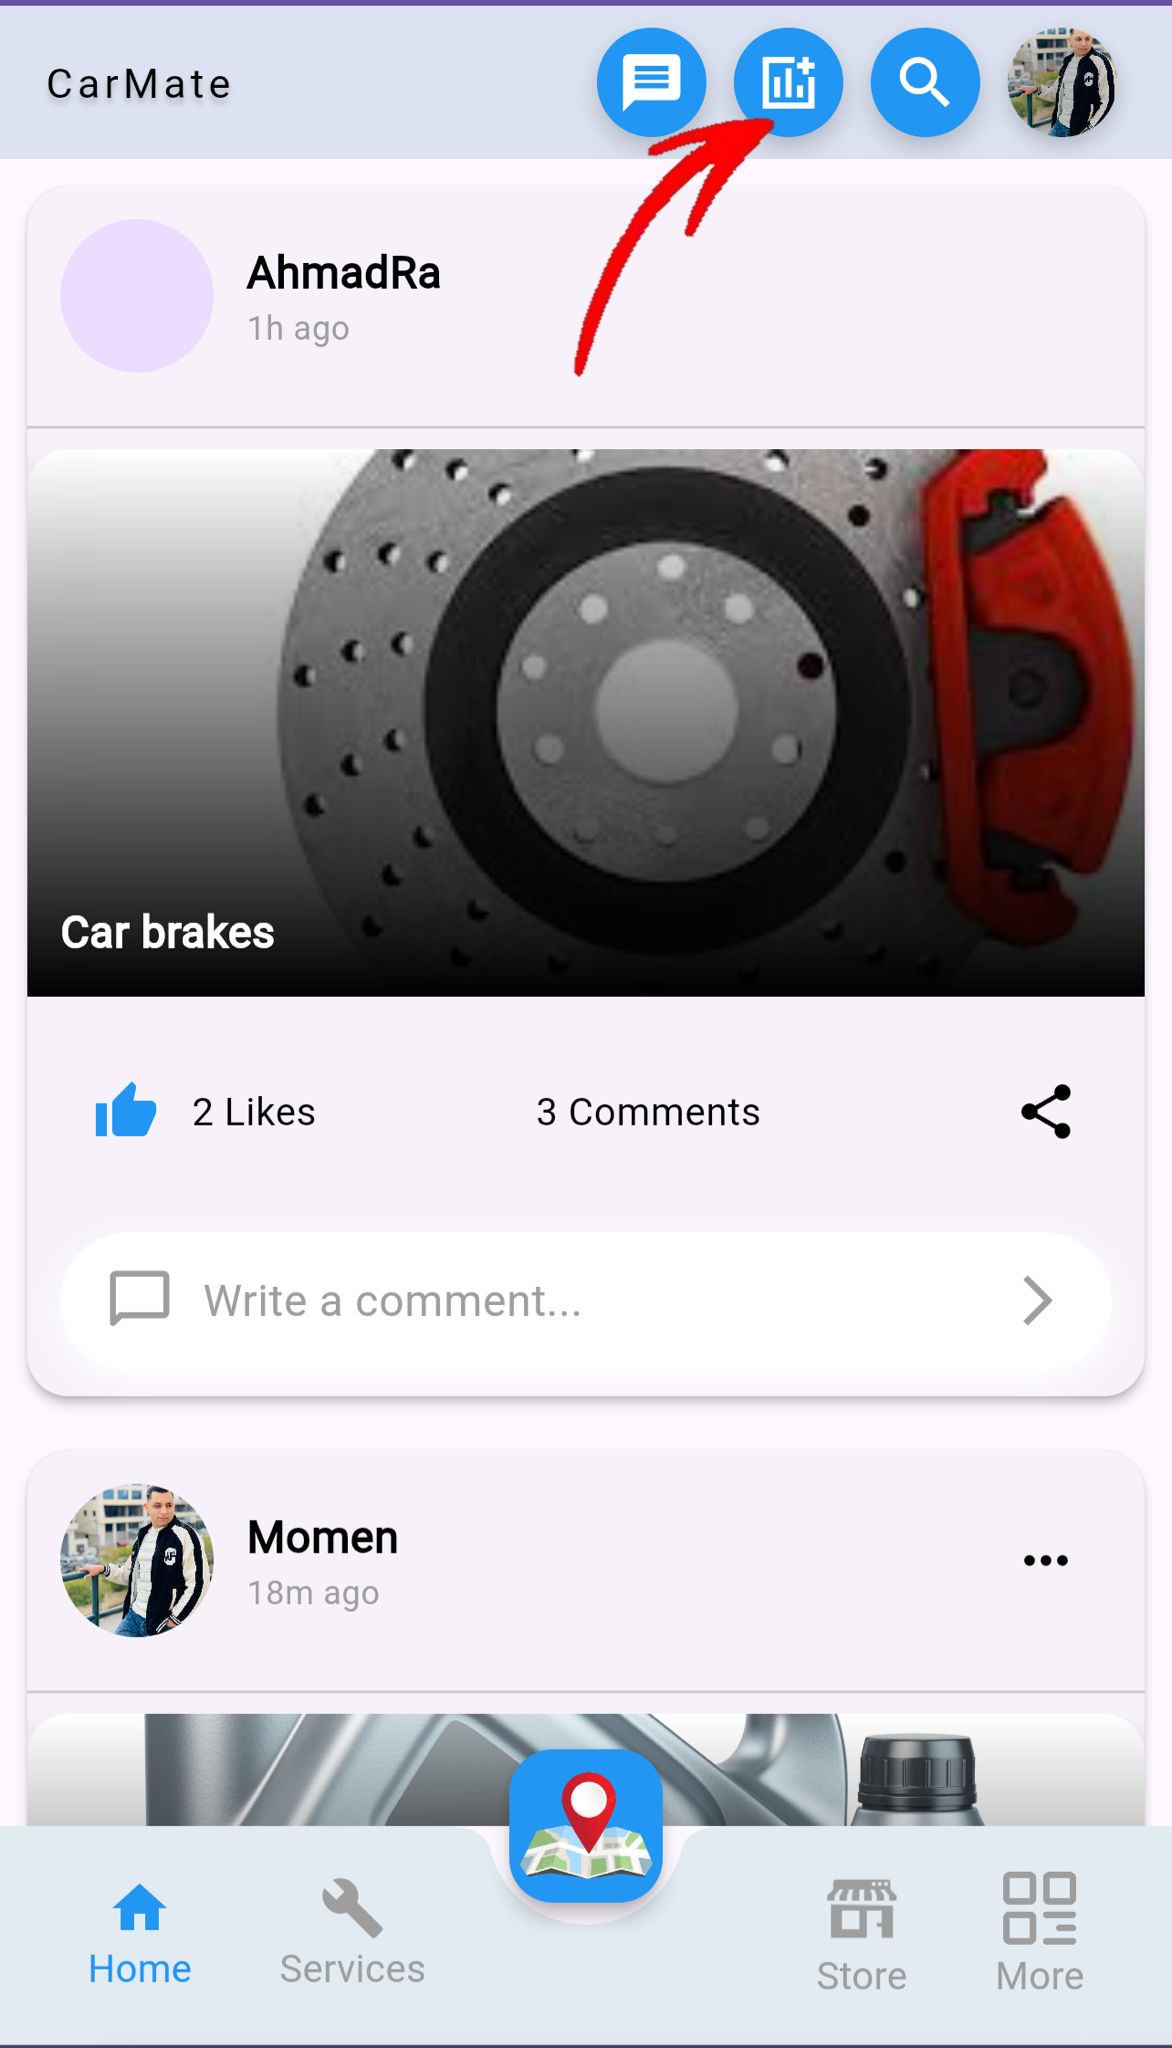 CarMate
AhmadRa
1h ago
Car brakes
2 Likes
3 Comments
Write a comment...
Momen
18m ago
Home
Services
Store
More